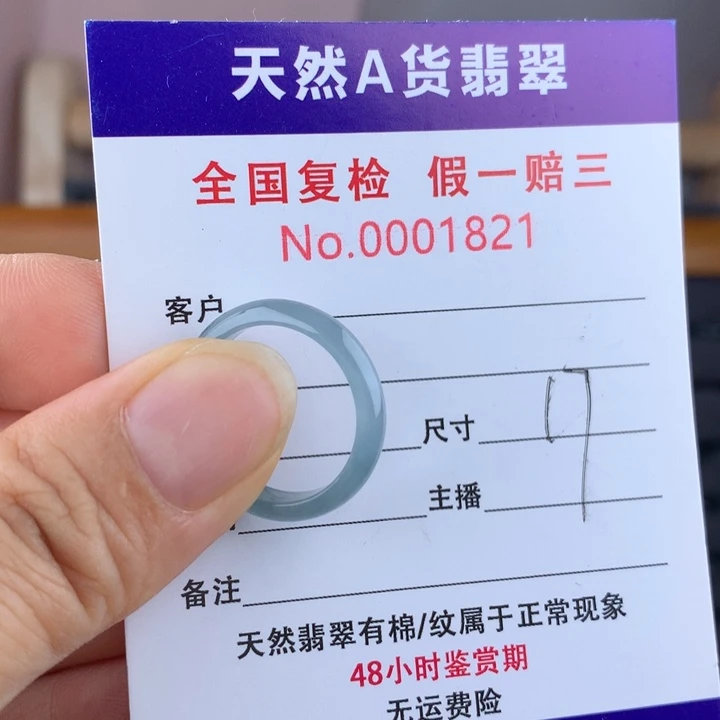 天然A货翡翠
全国复检 假一赔三
No.0001821
客户
尺寸 17
主播
备注
天然翡翠有棉/纹属于正常现象
48小时鉴赏期
无运费险